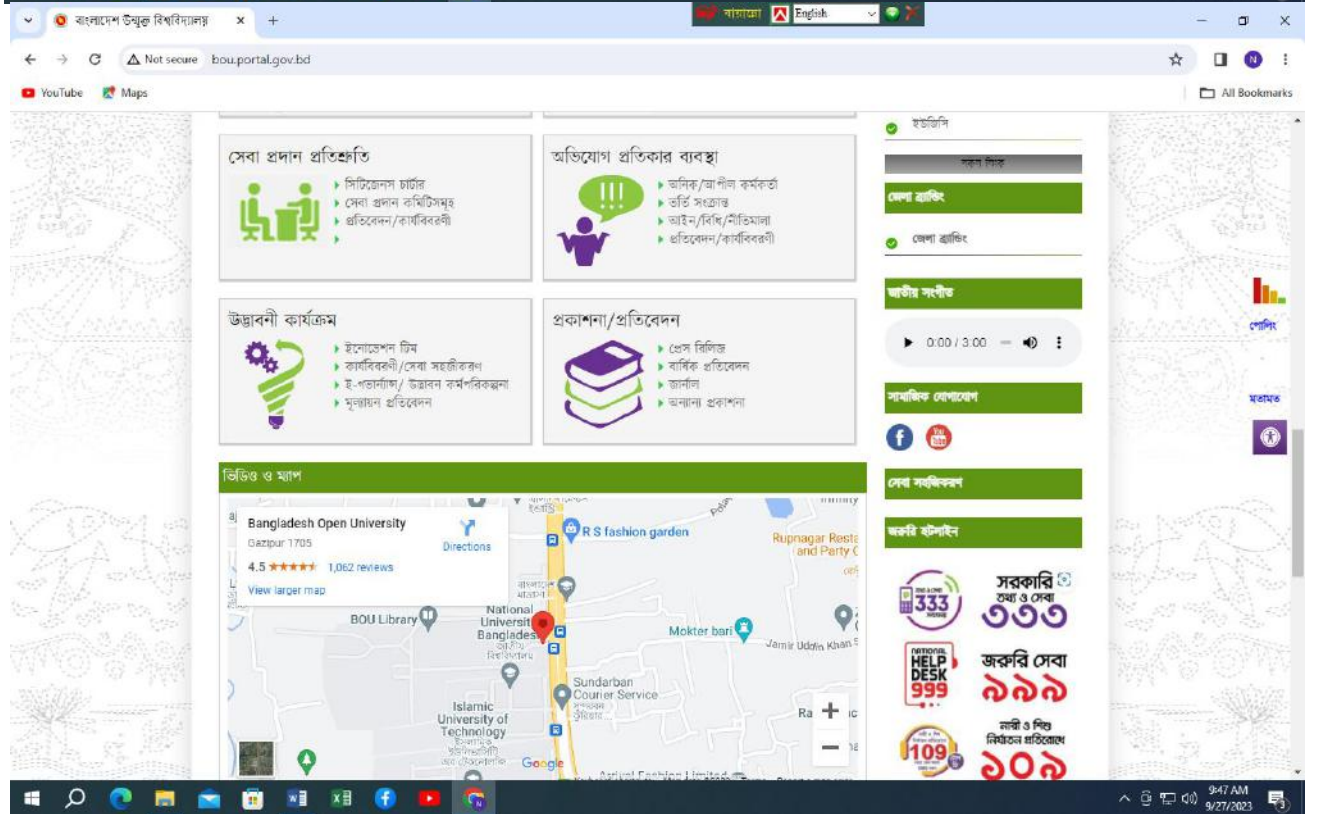 বাংলাদেশ উন্মুক্ত বিশ্ববিদ্যালয়
English
Not secure
bou.portal.gov.bd
YouTube
Maps
All Bookmarks
সেবা প্রদান প্রতিশ্রুতি
সিটিজেনস চার্টার
সেবা প্রদান কমিটিসমূহ
প্রতিবেদন/কার্যবিবরণী
অভিযোগ প্রতিকার ব্যবস্থা
অনিক/আপীল কর্মকর্তা
ভর্তি সংক্রান্ত
আইন/বিধি/নীতিমালা
প্রতিবেদন/কার্যবিবরণী
উদ্ভাবনী কার্যক্রম
ইনোভেশন টিম
কার্যবিবরণী/সেবা সহজীকরণ
ই-গভার্ন্যান্স/ উদ্ভাবন কর্মপরিকল্পনা
মূল্যায়ন প্রতিবেদন
প্রকাশনা/প্রতিবেদন
প্রেস রিলিজ
বার্ষিক প্রতিবেদন
জার্নাল
অন্যান্য প্রকাশনা
ভিডিও ও ম্যাপ
Bangladesh Open University
Gazipur 1705
4.5
1,062 reviews
View larger map
Directions
R S fashion garden
Rupnagar Resta
and Party C
BOU Library
National
Universit
Banglades
Mokter bari
Jamir Uddin Khan S
Sundarban
Courier Service
Islamic
University of
Technology
Google
ইউজিসি
সকল লিংক
জেলা ব্রান্ডিং
জেলা ব্রান্ডিং
জাতীয় সংগীত
0:00 / 3:00
সামাজিক যোগাযোগ
You
Tube
সেবা সহজিকরণ
জরুরি হটলাইন
333
সরকারি
তথ্য ও সেবা
৩৩৩
NATIONAL
HELP
DESK
999
জরুরি সেবা
৯৯৯
109
নারী ও শিশু
নির্যাতন প্রতিরোধে
১০৯
পোলিং
মতামত
9:47 AM
9/27/2023